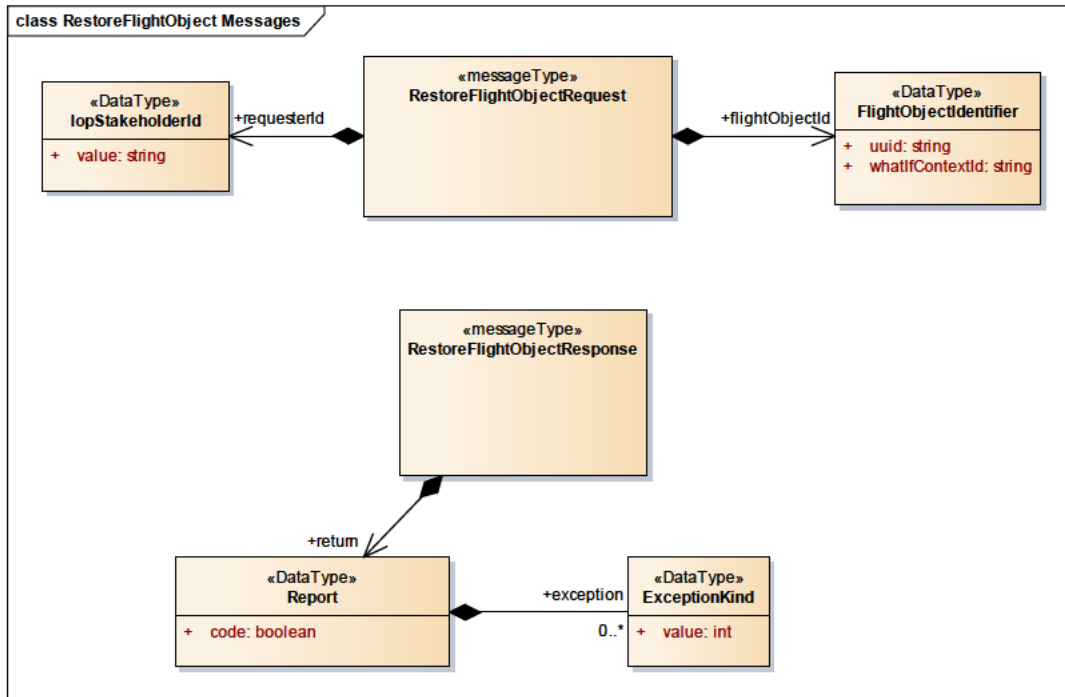 class RestoreFlightObject Messages
«DataType»
IopStakeholderId
+ value: string
+requesterId
«messageType»
RestoreFlightObjectRequest
+flightObjectId
«DataType»
FlightObjectIdentifier
+ uuid: string
+ whatIfContextId: string
«messageType»
RestoreFlightObjectResponse
+return
«DataType»
Report
+ code: boolean
+exception
0..*
«DataType»
ExceptionKind
+ value: int